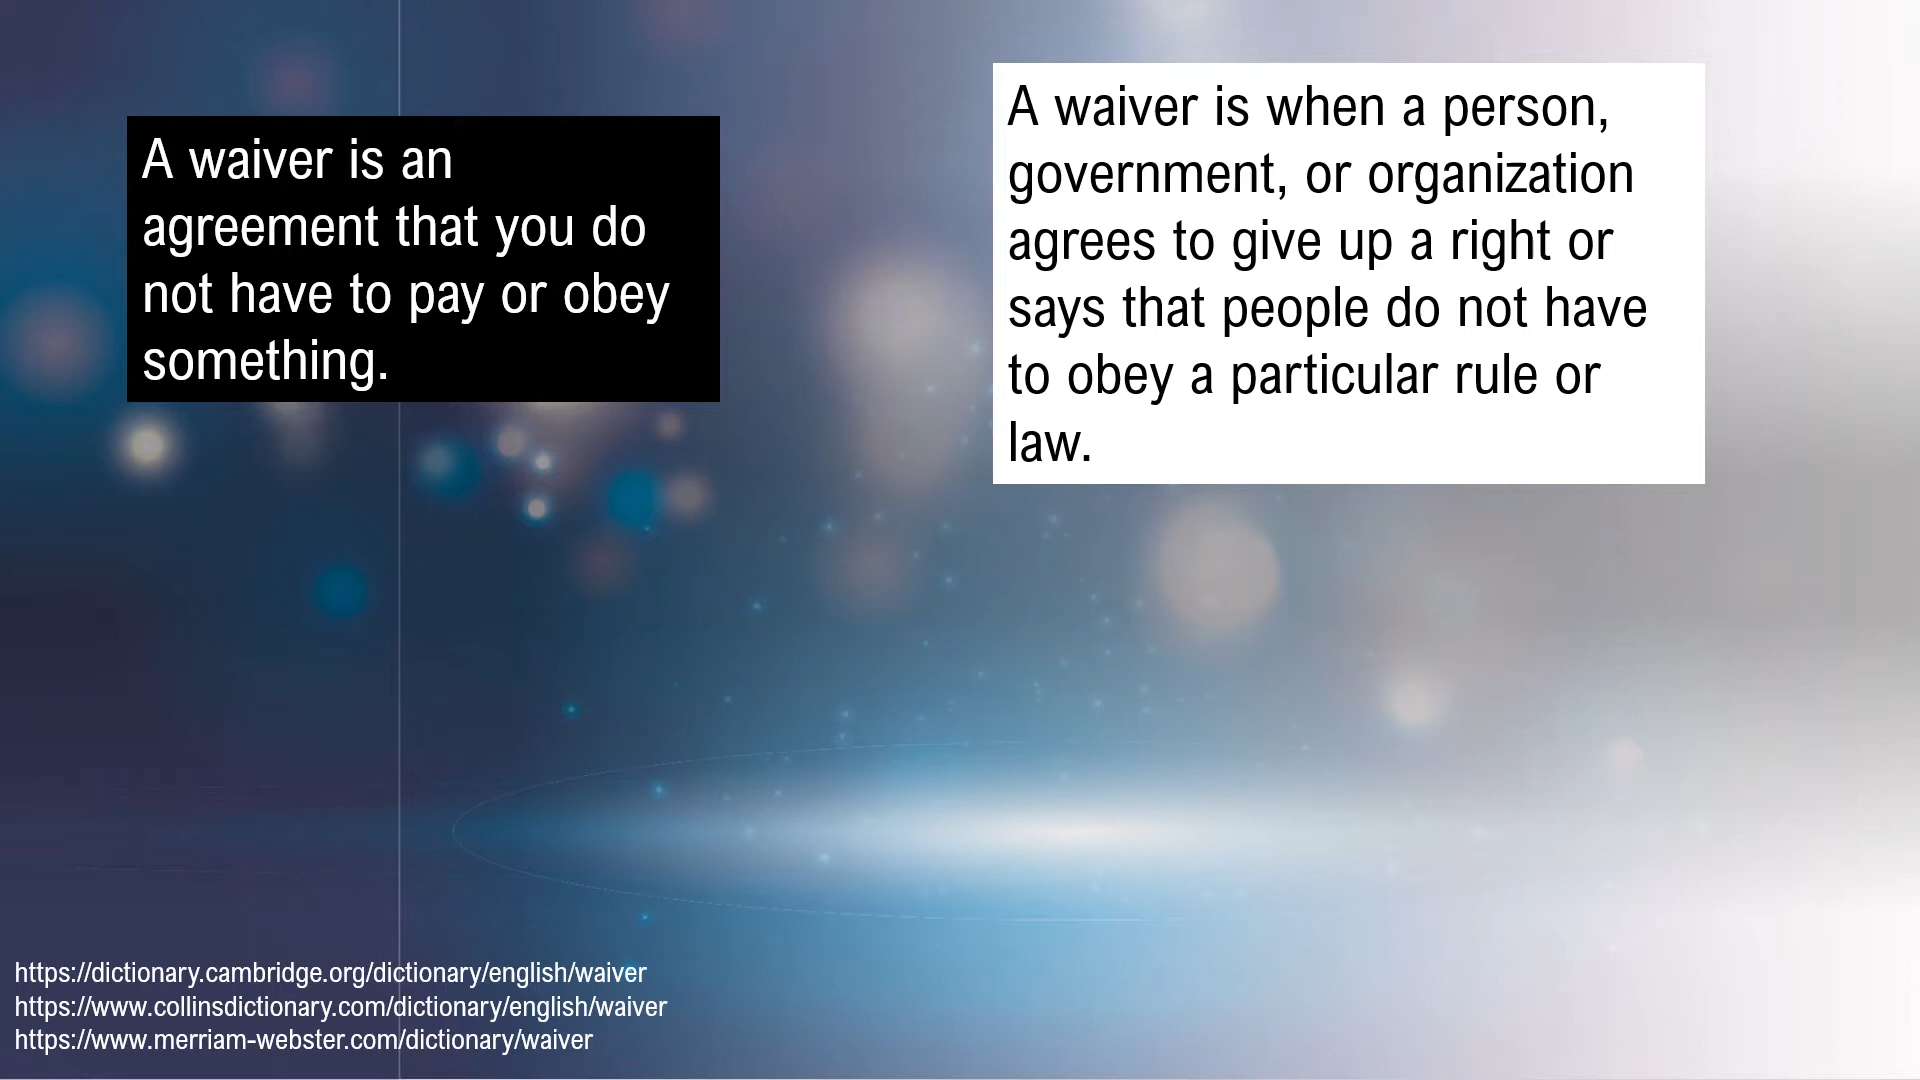 A waiver is an
agreement that you do
not have to pay or obey
something.
A waiver is when a person,
government, or organization
agrees to give up a right or
says that people do not have
to obey a particular rule or
law.
https://dictionary.cambridge.org/dictionary/english/waiver
https://www.collinsdictionary.com/dictionary/english/waiver
https://www.merriam-webster.com/dictionary/waiver